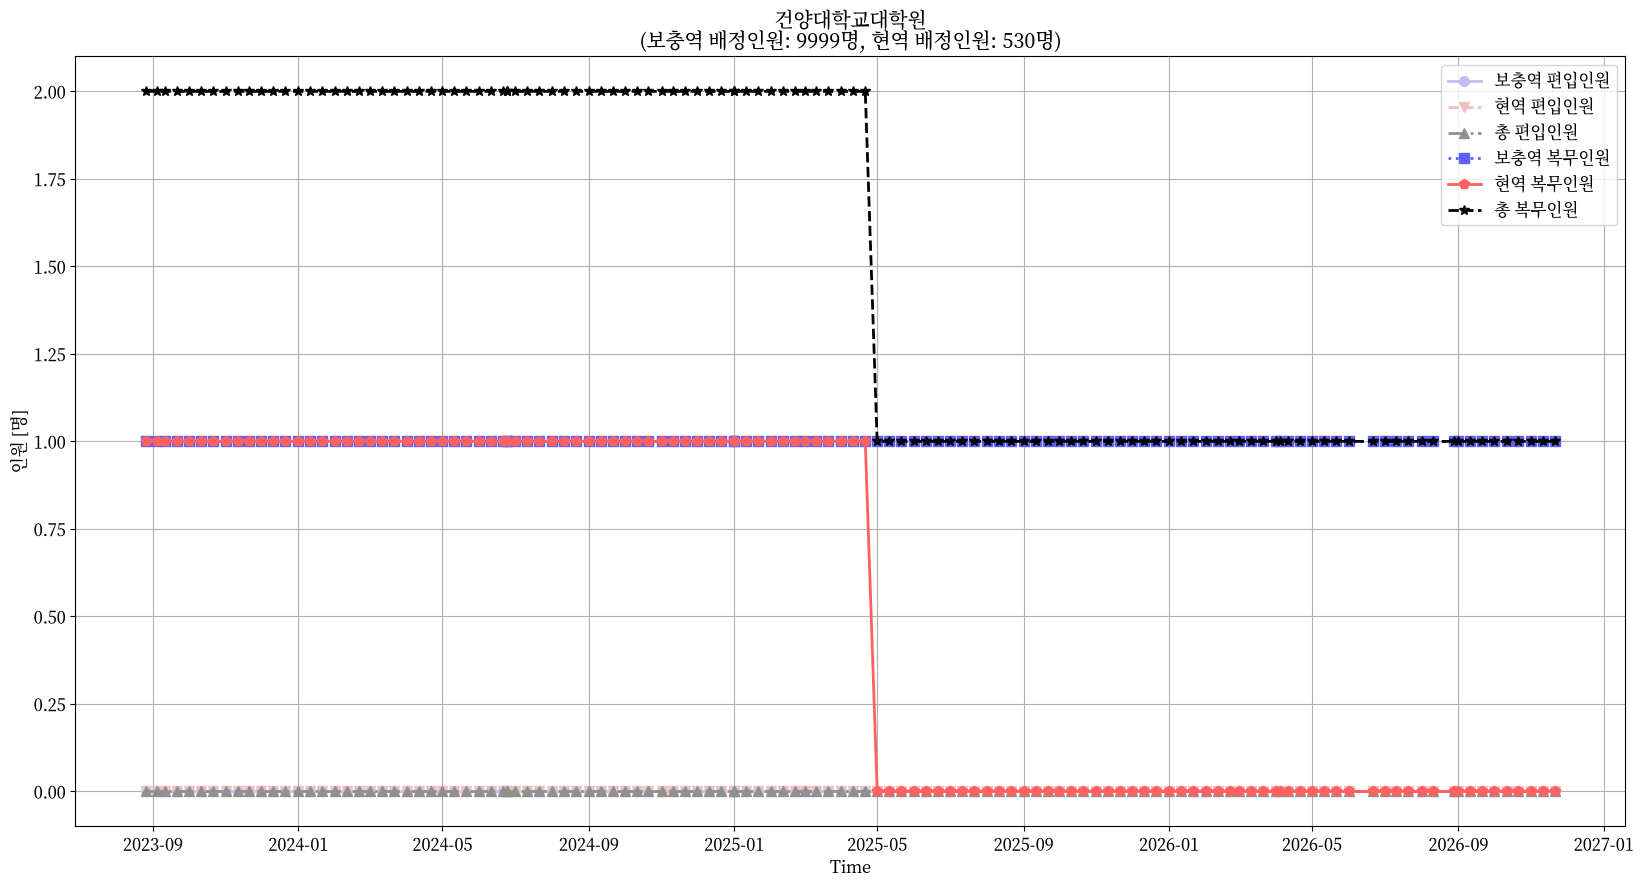 건양대학교대학원
(보충역 배정인원: 9999명, 현역 배정인원: 530명)
보충역 편입인원
현역 편입인원
총 편입인원
보충역 복무인원
현역 복무인원
총 복무인원
인원 [명]
2.00
1.75
1.50
1.25
1.00
0.75
0.50
0.25
0.00
2023-09 2024-01 2024-05 2024-09 2025-01 2025-05 2025-09 2026-01 2026-05 2026-09 2027-01
Time